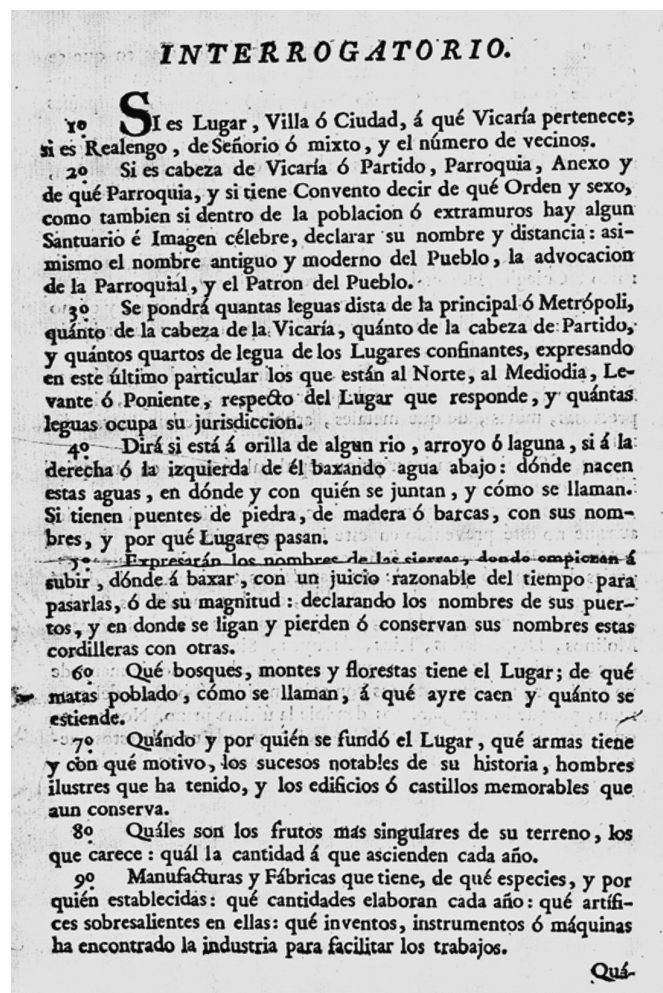 INTERROGATORIO.
1º SI es Lugar, Villa ó Ciudad, á qué Vicaría pertenece;
si es Realengo, de Señorio ó mixto, y el número de vecinos.
2º Si es cabeza de Vicaría ó Partido, Parroquia, Anexo y
de qué Parroquia, y si tiene Convento decir de qué Orden y sexo,
como tambien si dentro de la poblacion ó extramuros hay algun
Santuario é Imagen célebre, declarar su nombre y distancia: asi-
mismo el nombre antiguo y moderno del Pueblo, la advocacion
de la Parroquial, y el Patron del Pueblo.
3º Se pondrá quantas leguas dista de la principal ó Metrópoli,
quánto de la cabeza de la Vicaría, quánto de la cabeza de Partido,
y quántos quartos de legua de los Lugares confinantes, expresando
en este último particular los que están al Norte, al Mediodia, Le-
vante ó Poniente, respecto del Lugar que responde, y quántas
leguas ocupa su jurisdiccion.
4º Dirá si está á orilla de algun rio, arroyo ó laguna, si á la
derecha ó la izquierda de él baxando agua abajo: dónde nacen
estas aguas, en dónde y con quién se juntan, y cómo se llaman.
Si tienen puentes de piedra, de madera ó barcas, con sus nom-
bres, y por qué Lugares pasan.
5º Expresarán los nombres de las sierras, donde empiezan á
subir, dónde á baxar, con un juicio razonable del tiempo para
pasarlas, ó de su magnitud: declarando los nombres de sus puer-
tos, y en donde se ligan y pierden ó conservan sus nombres estas
cordilleras con otras.
6º Qué bosques, montes y florestas tiene el Lugar; de qué
matas poblado, cómo se llaman, á qué ayre caen y quánto se
estiende.
7º Quándo y por quién se fundó el Lugar, qué armas tiene
y con qué motivo, los sucesos notables de su historia, hombres
ilustres que ha tenido, y los edificios ó castillos memorables que
aun conserva.
8º Quáles son los frutos mas singulares de su terreno, los
que carece: quál la cantidad á que ascienden cada año.
9º Manufacturas y Fábricas que tiene, de qué especies, y por
quién establecidas: qué cantidades elaboran cada año: qué artífi-
ces sobresalientes en ellas: qué inventos, instrumentos ó máquinas
ha encontrado la industria para facilitar los trabajos.
Quá-